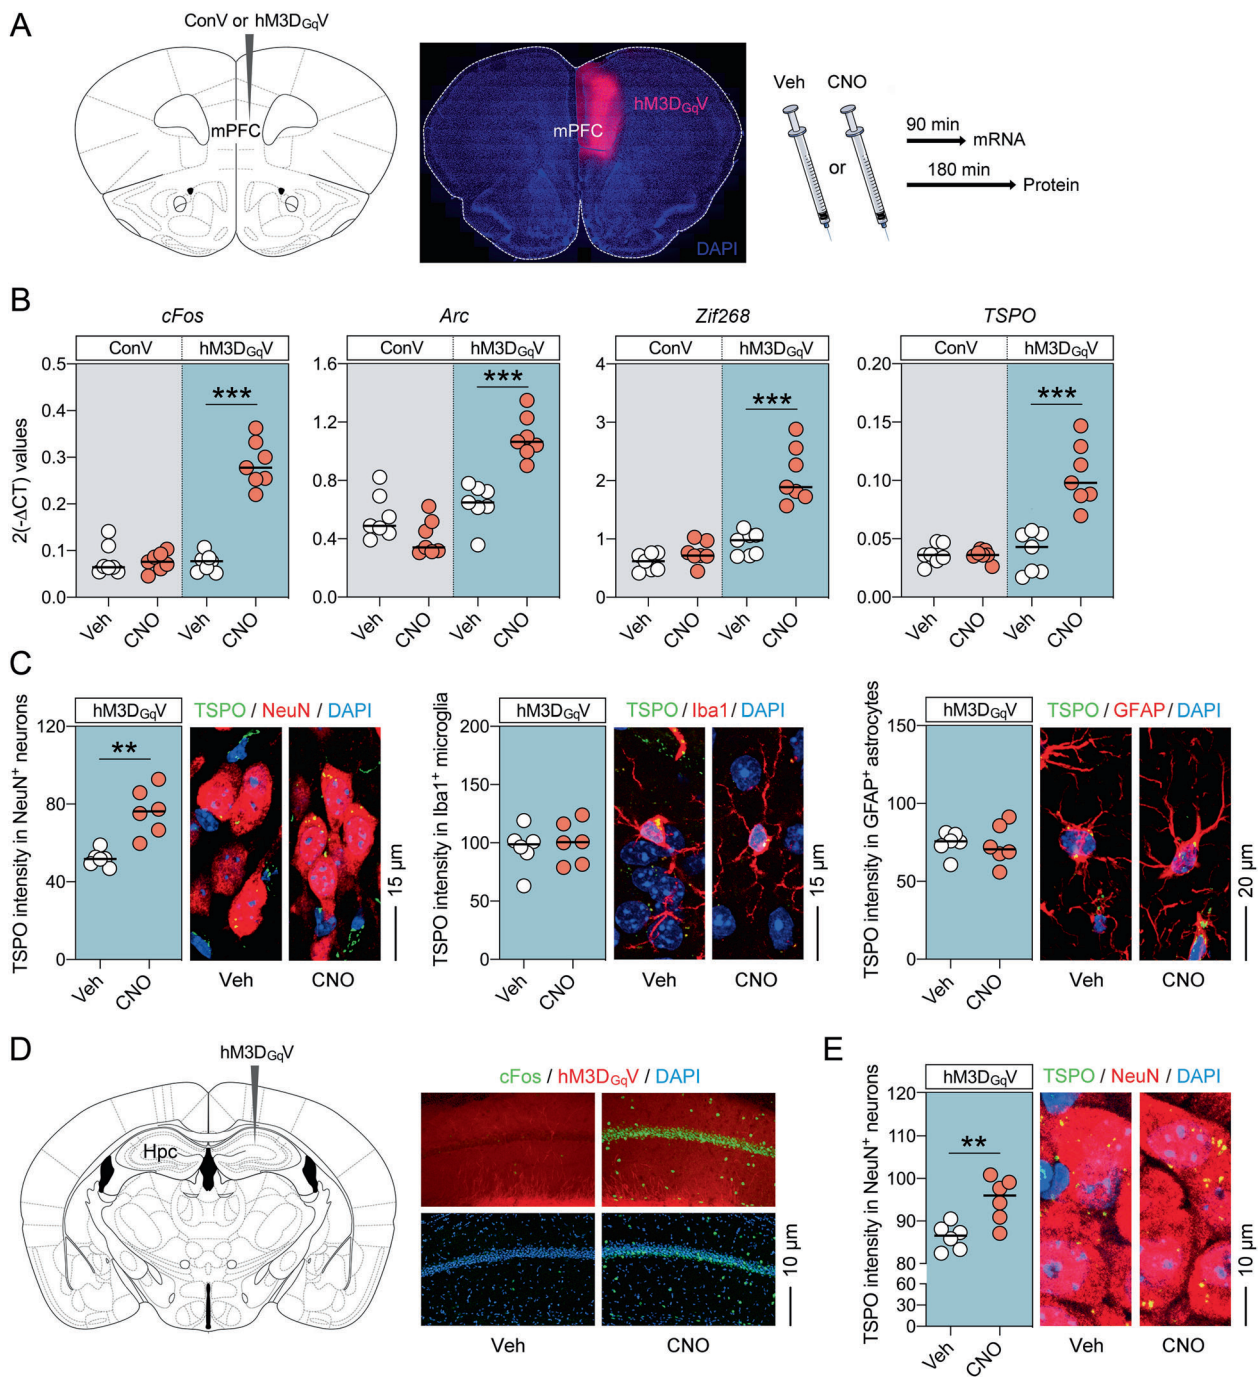 A
ConV or hM3DGqV
mPFC
hM3DGqV
mPFC
DAPI
Veh
CNO
or
90 min
mRNA
180 min
Protein
B
cFos
Arc
Zif268
TSPO
ConV
hM3DGqV
ConV
hM3DGqV
ConV
hM3DGqV
ConV
hM3DGqV
2(-ΔCT) values
0.5
0.4
0.3
0.2
0.1
0.0
1.6
1.2
0.8
0.4
0.0
4
3
2
1
0
0.20
0.15
0.10
0.05
0.00
***
***
***
***
Veh
CNO
Veh
CNO
Veh
CNO
Veh
CNO
Veh
CNO
Veh
CNO
Veh
CNO
Veh
CNO
C
TSPO intensity in NeuN+ neurons
hM3DGqV
120
80
40
0
**
Veh
CNO
TSPO / NeuN / DAPI
Veh
CNO
15 µm
TSPO intensity in Iba1+ microglia
hM3DGqV
200
150
100
50
0
Veh
CNO
TSPO / Iba1 / DAPI
Veh
CNO
15 µm
TSPO intensity in GFAP+ astrocytes
hM3DGqV
150
100
50
0
Veh
CNO
TSPO / GFAP / DAPI
Veh
CNO
20 µm
D
hM3DGqV
Hpc
cFos / hM3DGqV / DAPI
Veh
CNO
10 µm
E
TSPO intensity in NeuN+ neurons
hM3DGqV
120
110
100
90
80
60
30
0
**
Veh
CNO
TSPO / NeuN / DAPI
Veh
CNO
10 µm